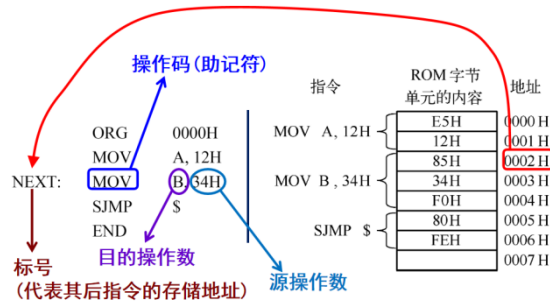 操作码(助记符)
ORG 0000H
MOV A, 12H
NEXT: MOV B, 34H
SJMP $
END
目的操作数
源操作数
标号
(代表其后指令的存储地址)
指令 ROM 字节 地址
单元的内容
MOV A, 12H
E5H 0000 H
12H 0001 H
MOV B , 34H
85H 0002 H
34H 0003 H
F0H 0004 H
SJMP $
80H 0005 H
FEH 0006 H
0007 H